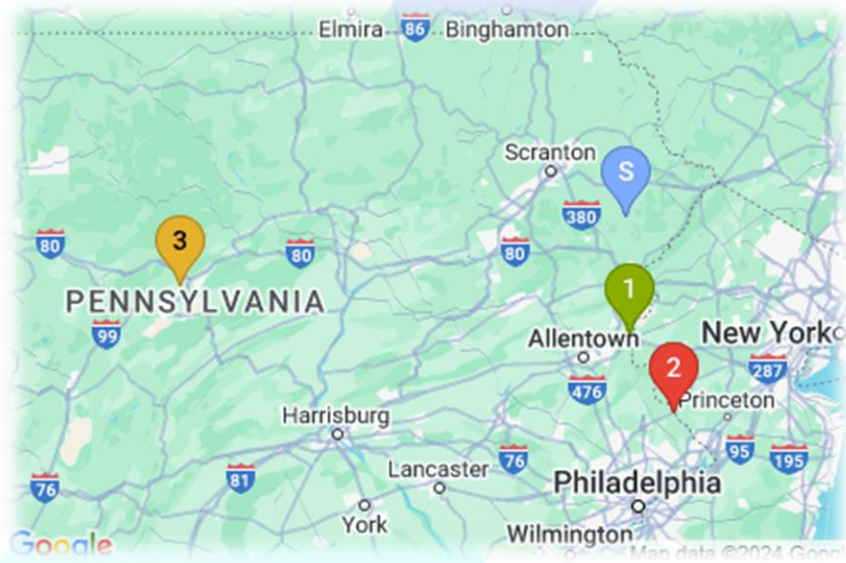 Elmira 86 Binghamton
Scranton
S
380
3
80
80
80
1
PENNSYLVANIA
99
Allentown
New York
2
287
476
Princeton
Harrisburg
95
195
76
81
Lancaster
76
Philadelphia
York
Wilmington
Google
Map data ©2024 Googl